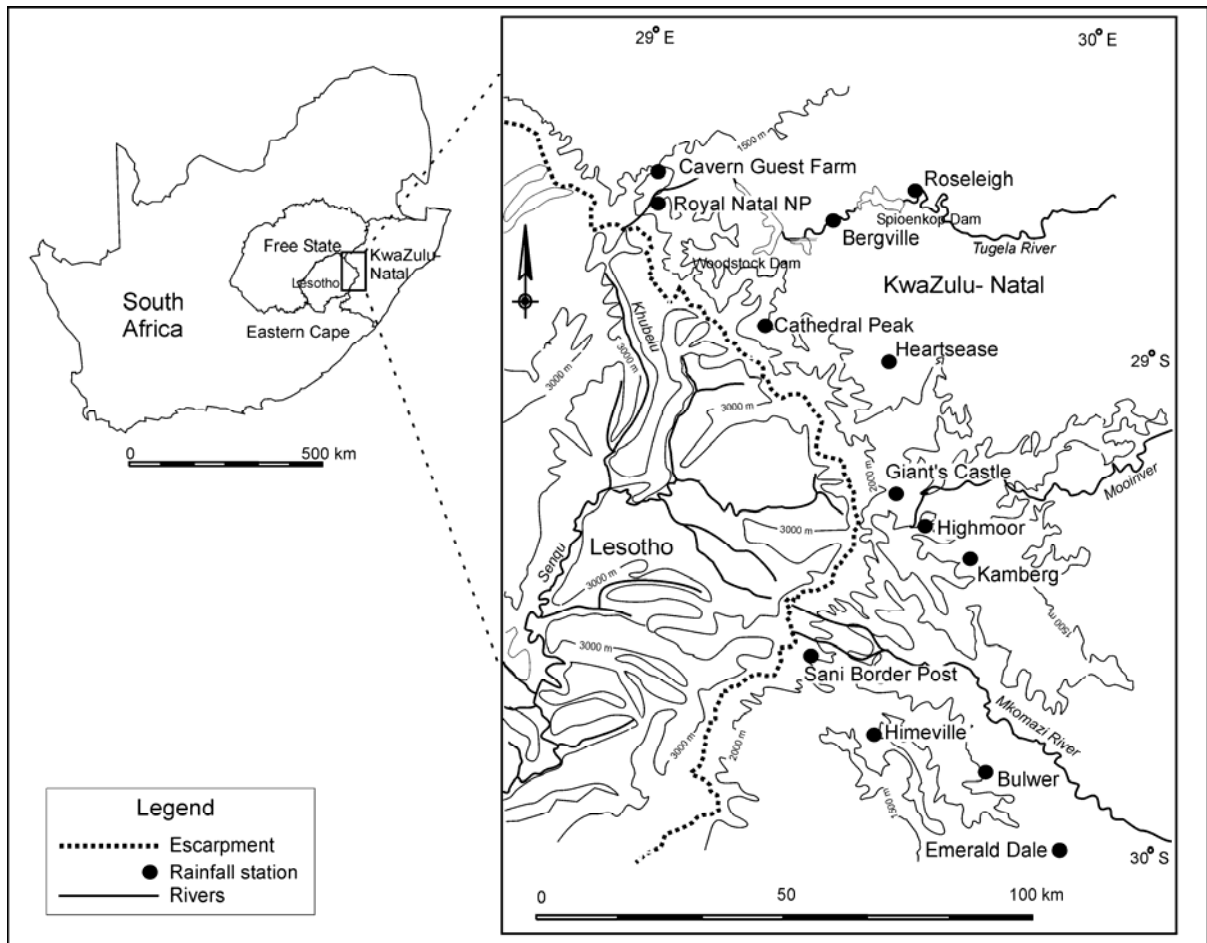 29° E
30° E
1500 m
Cavern Guest Farm
Royal Natal NP
Roseleigh
Spioenkop Dam
Bergville
Tugela River
Woodstock Dam
KwaZulu- Natal
Free State
KwaZulu-
Natal
Lesotho
South
Africa
Eastern Cape
0
500 km
Khubelu
3000 m
3000 m
Cathedral Peak
Heartsease
29° S
3000 m
2000 m
Giant's Castle
Mooiriver
Highmoor
3000 m
Lesotho
Senqu
Kamberg
3000 m
1500 m
3000 m
Sani Border Post
Mkomazi River
3000 m
2000 m
Himeville
Bulwer
1500 m
Emerald Dale
30° S
Legend
Escarpment
Rainfall station
Rivers
0
50
100 km